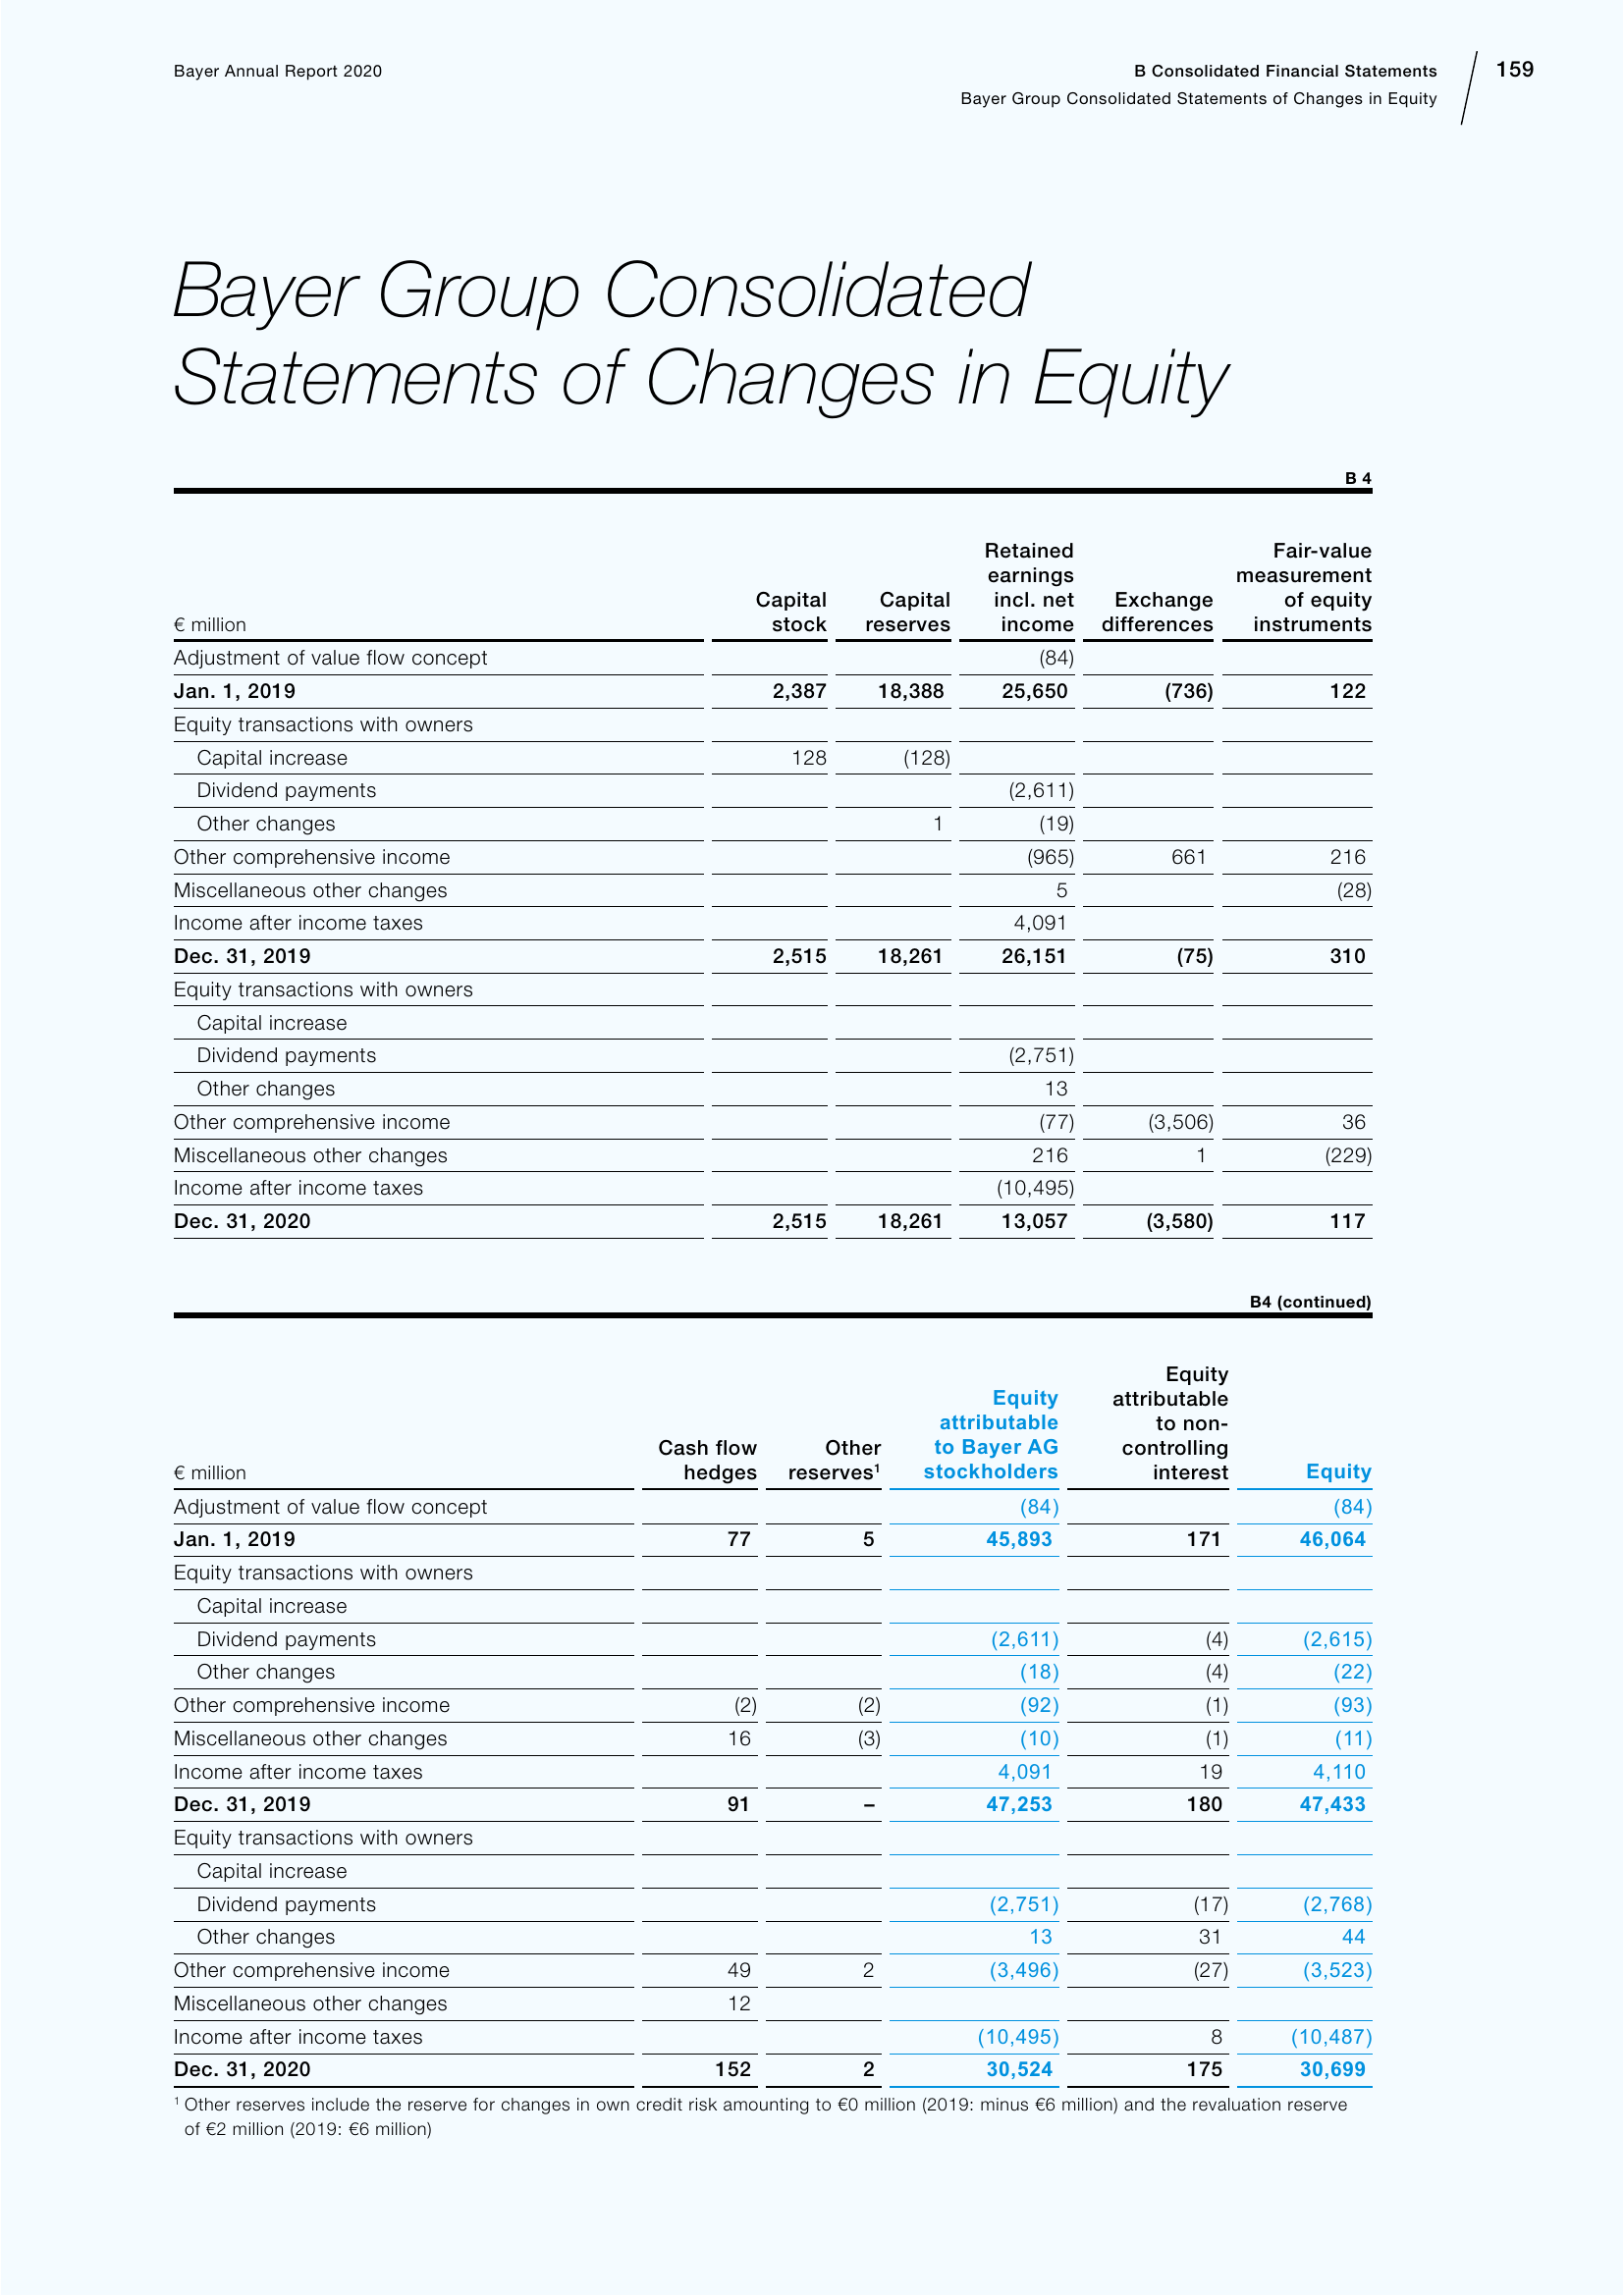 Bayer Annual Report 2020
B Consolidated Financial Statements
159
Bayer Group Consolidated Statements of Changes in Equity
Bayer Group Consolidated
Statements of Changes in Equity
B 4
€ million Capital stock Capital reserves Retained earnings incl. net income Exchange differences Fair-value measurement of equity instruments
Adjustment of value flow concept (84)
Jan. 1, 2019 2,387 18,388 25,650 (736) 122
Equity transactions with owners
Capital increase 128 (128)
Dividend payments (2,611)
Other changes 1 (19)
Other comprehensive income (965) 661 216
Miscellaneous other changes 5 (28)
Income after income taxes 4,091
Dec. 31, 2019 2,515 18,261 26,151 (75) 310
Equity transactions with owners
Capital increase
Dividend payments (2,751)
Other changes 13
Other comprehensive income (77) (3,506) 36
Miscellaneous other changes 216 1 (229)
Income after income taxes (10,495)
Dec. 31, 2020 2,515 18,261 13,057 (3,580) 117
B4 (continued)
€ million Cash flow hedges Other reserves¹ Equity attributable to Bayer AG stockholders Equity attributable to non-controlling interest Equity
Adjustment of value flow concept (84) (84)
Jan. 1, 2019 77 5 45,893 171 46,064
Equity transactions with owners
Capital increase
Dividend payments (2,611) (4) (2,615)
Other changes (18) (4) (22)
Other comprehensive income (2) (2) (92) (1) (93)
Miscellaneous other changes 16 (3) (10) (1) (11)
Income after income taxes 4,091 19 4,110
Dec. 31, 2019 91 – 47,253 180 47,433
Equity transactions with owners
Capital increase
Dividend payments (2,751) (17) (2,768)
Other changes 13 31 44
Other comprehensive income 49 2 (3,496) (27) (3,523)
Miscellaneous other changes 12
Income after income taxes (10,495) 8 (10,487)
Dec. 31, 2020 152 2 30,524 175 30,699
¹ Other reserves include the reserve for changes in own credit risk amounting to €0 million (2019: minus €6 million) and the revaluation reserve
of €2 million (2019: €6 million)